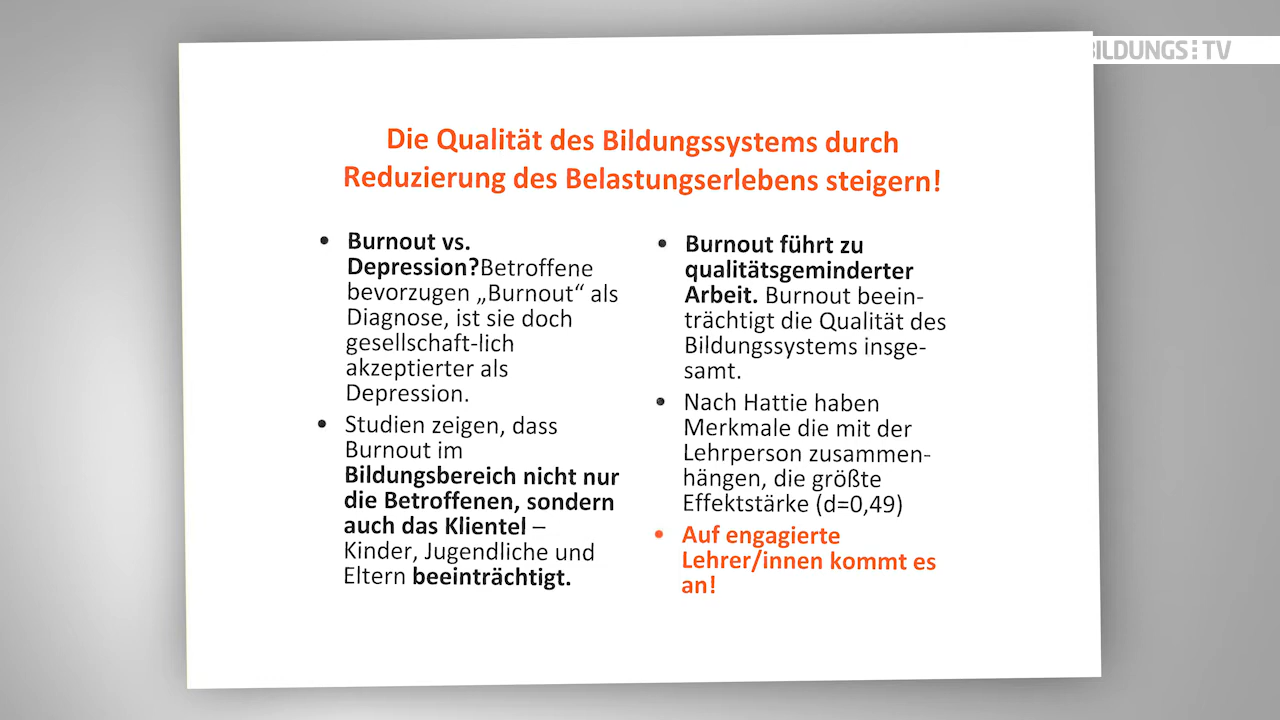 BILDUNGS TV
Die Qualität des Bildungssystems durch
Reduzierung des Belastungserlebens steigern!
• Burnout vs.
Depression?Betroffene
bevorzugen „Burnout“ als
Diagnose, ist sie doch
gesellschaft-lich
akzeptierter als
Depression.
• Studien zeigen, dass
Burnout im
Bildungsbereich nicht nur
die Betroffenen, sondern
auch das Klientel –
Kinder, Jugendliche und
Eltern beeinträchtigt.
• Burnout führt zu
qualitätsgeminderter
Arbeit. Burnout beein-
trächtigt die Qualität des
Bildungssystems insge-
samt.
• Nach Hattie haben
Merkmale die mit der
Lehrperson zusammen-
hängen, die größte
Effektstärke (d=0,49)
• Auf engagierte
Lehrer/innen kommt es
an!